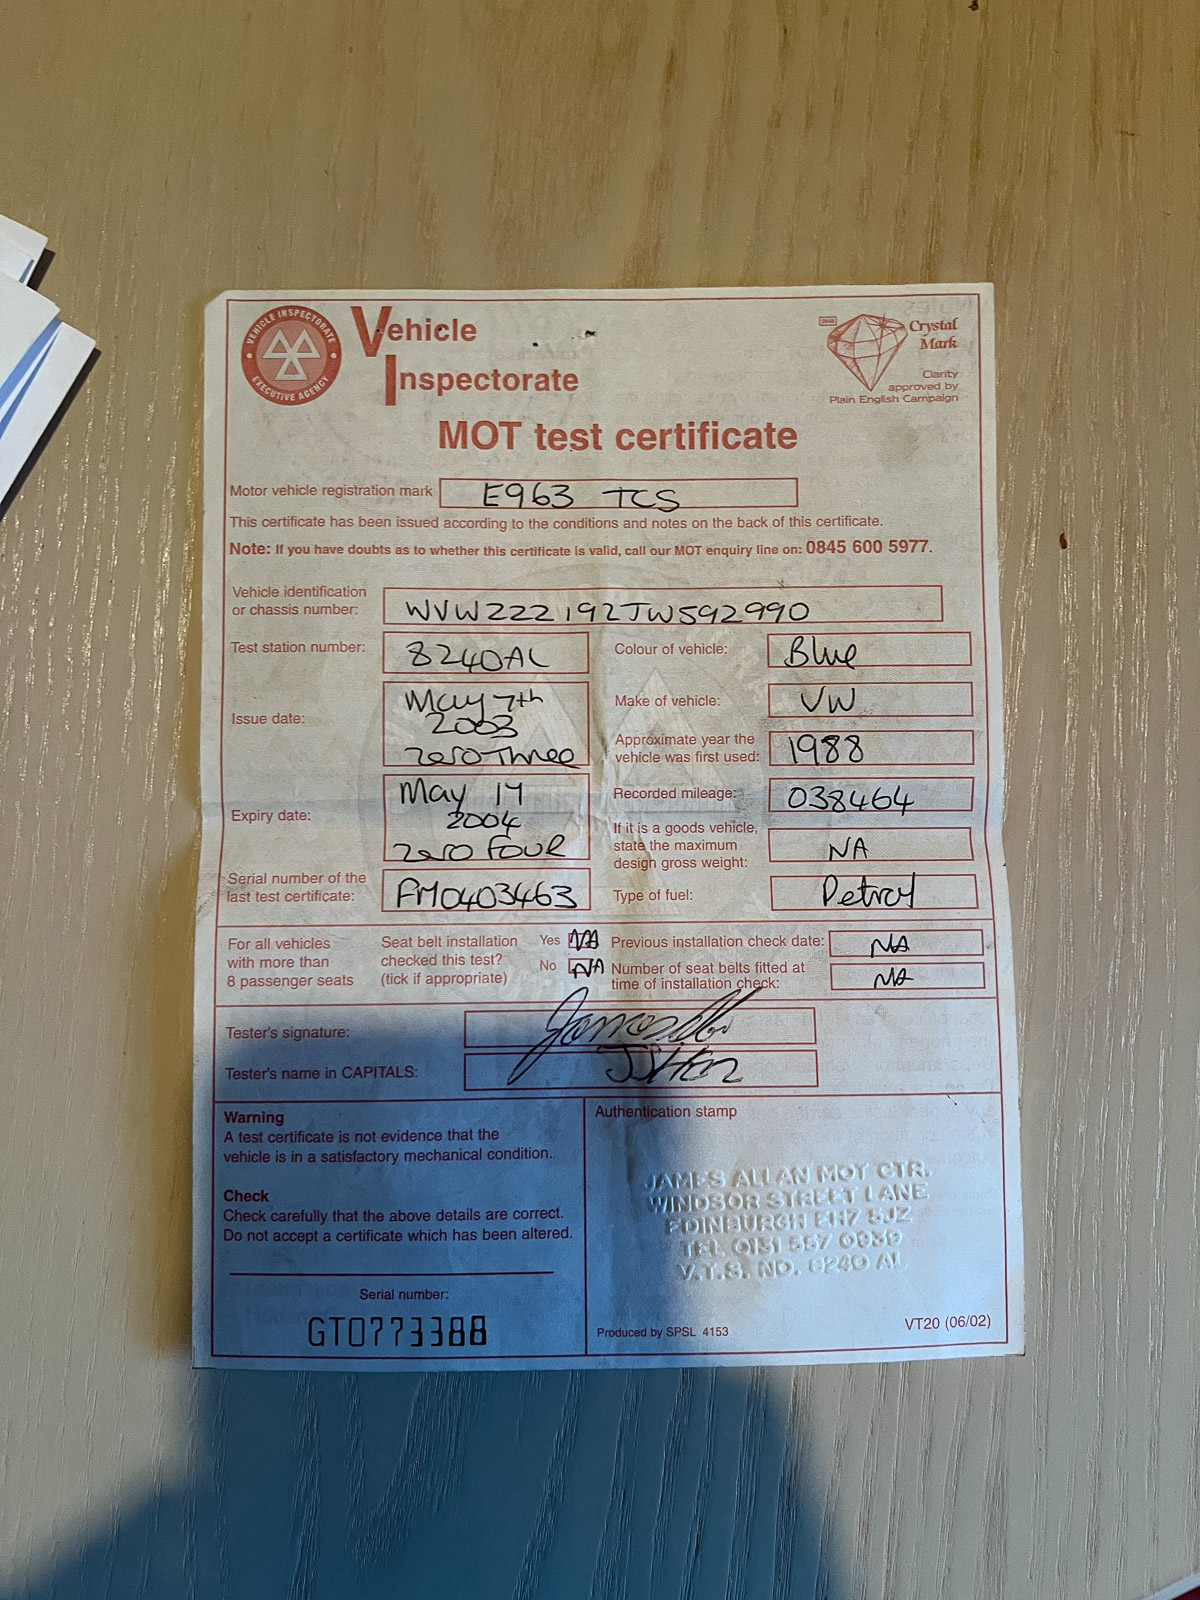 VEHICLE INSPECTORATE
EXECUTIVE AGENCY
Vehicle
Inspectorate
Crystal
Mark
Clarity
approved by
Plain English Campaign
MOT test certificate
Motor vehicle registration mark E963 TCS
This certificate has been issued according to the conditions and notes on the back of this certificate.
Note: If you have doubts as to whether this certificate is valid, call our MOT enquiry line on: 0845 600 5977.
Vehicle identification
or chassis number: WVWZZZ19ZJW592990
Test station number: 8240AL
Colour of vehicle: Blue
Issue date: May 7th
2003
Zero Three
Make of vehicle: VW
Approximate year the
vehicle was first used: 1988
Expiry date: May 17
2004
Zero FOUR
Recorded mileage: 038464
If it is a goods vehicle,
state the maximum
design gross weight: NA
Serial number of the
last test certificate: FM0403463
Type of fuel: Petrol
For all vehicles
with more than
8 passenger seats
Seat belt installation
checked this test?
(tick if appropriate)
Yes NA
No NA
Previous installation check date: NA
Number of seat belts fitted at
time of installation check: NA
Tester's signature:
Tester's name in CAPITALS:
Warning
A test certificate is not evidence that the
vehicle is in a satisfactory mechanical condition.
Check
Check carefully that the above details are correct.
Do not accept a certificate which has been altered.
Serial number:
GT0773388
Authentication stamp
JAMES ALLAN MOT CTR.
WINDSOR STREET LANE
EDINBURGH EH7 5JZ
TEL 0131 557 0939
V.T.S. NO. 8240 AL
Produced by SPSL 4153
VT20 (06/02)